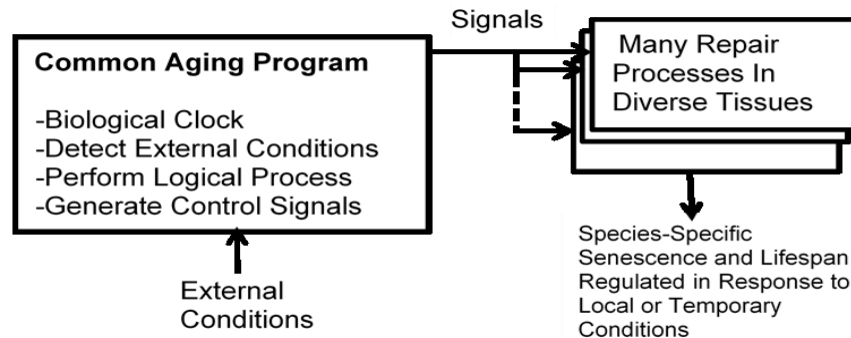 Common Aging Program
-Biological Clock
-Detect External Conditions
-Perform Logical Process
-Generate Control Signals
External
Conditions
Signals
Many Repair
Processes In
Diverse Tissues
Species-Specific
Senescence and Lifespan
Regulated in Response to
Local or Temporary
Conditions